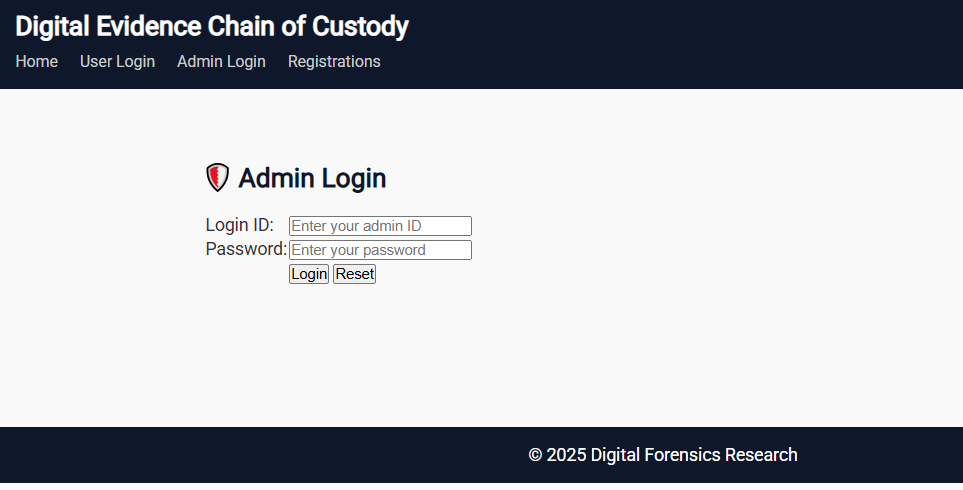 Digital Evidence Chain of Custody
Home User Login Admin Login Registrations
Admin Login
Login ID: Enter your admin ID
Password: Enter your password
Login Reset
© 2025 Digital Forensics Research